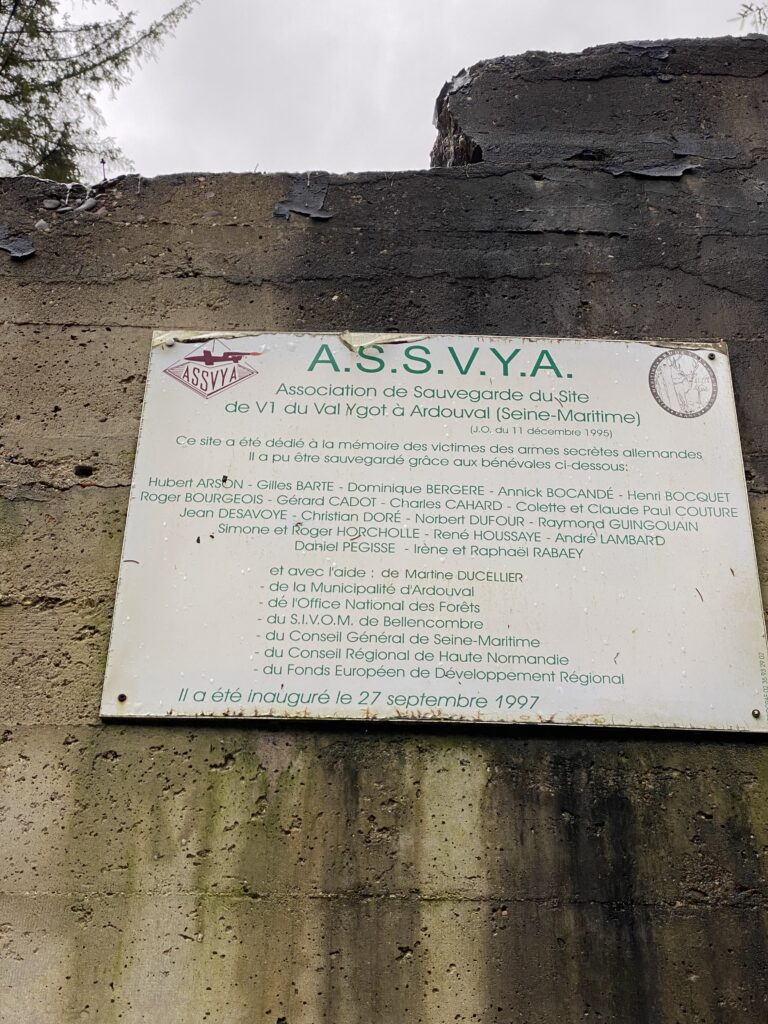 ASSVYA
A.S.S.V.Y.A.
Association de Sauvegarde du Site
de V1 du Val Ygot à Ardouval (Seine-Maritime)
(J.O. du 11 décembre 1995)
Ce site a été dédié à la mémoire des victimes des armes secrètes allemandes
Il a pu être sauvegardé grâce aux bénévoles ci-dessous:
Hubert ARSON - Gilles BARTE - Dominique BERGERE - Annick BOCANDÉ - Henri BOCQUET
Roger BOURGEOIS - Gérard CADOT - Charles CAHARD - Colette et Claude Paul COUTURE
Jean DESAVOYE - Christian DORÉ - Norbert DUFOUR - Raymond GUINGOUAIN
Simone et Roger HORCHOLLE - René HOUSSAYE - André LAMBARD
Daniel PEGISSE - Irène et Raphaël RABAEY
et avec l'aide : de Martine DUCELLIER
- de la Municipalité d'Ardouval
- de l'Office National des Forêts
- du S.I.V.O.M. de Bellencombre
- du Conseil Général de Seine-Maritime
- du Conseil Régional de Haute Normandie
- du Fonds Européen de Développement Régional
Il a été inauguré le 27 septembre 1997